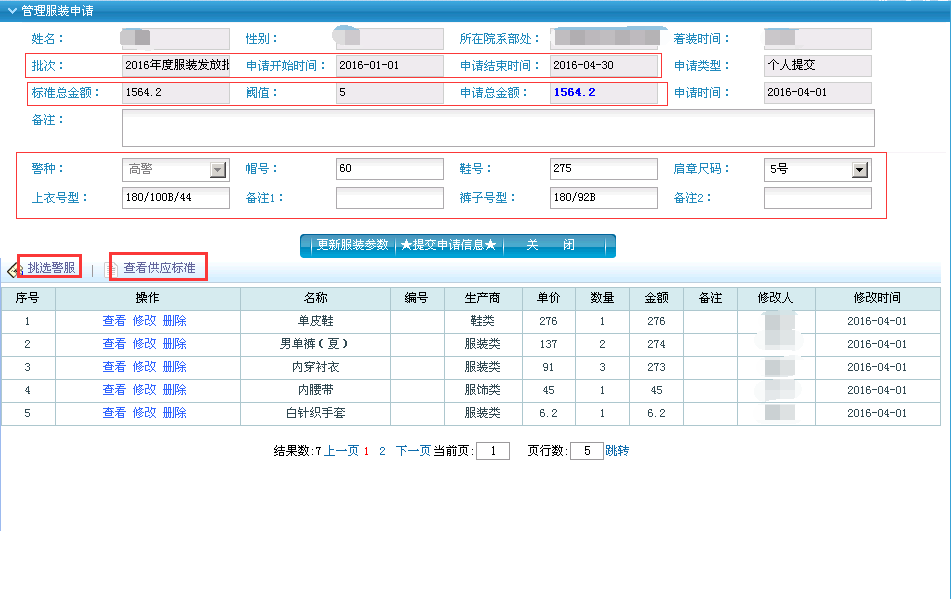 管理服装申请
姓名： 性别： 所在院系部处： 着装时间：
批次： 2016年度服装发放批 申请开始时间： 2016-01-01 申请结束时间： 2016-04-30 申请类型： 个人提交
标准总金额： 1564.2 阈值： 5 申请总金额： 1564.2 申请时间： 2016-04-01
备注：
警种： 高警 帽号： 60 鞋号： 275 肩章尺码： 5号
上衣号型： 180/100B/44 备注1： 裤子号型： 180/92B 备注2：
更新服装参数 ★提交申请信息★ 关 闭
挑选警服 | 查看供应标准
序号 操作 名称 编号 生产商 单价 数量 金额 备注 修改人 修改时间
1 查看 修改 删除 单皮鞋 鞋类 276 1 276 2016-04-01
2 查看 修改 删除 男单裤（夏） 服装类 137 2 274 2016-04-01
3 查看 修改 删除 内穿衬衣 服装类 91 3 273 2016-04-01
4 查看 修改 删除 内腰带 服饰类 45 1 45 2016-04-01
5 查看 修改 删除 白针织手套 服装类 6.2 1 6.2 2016-04-01
结果数:7 上一页 1 2 下一页 当前页: 1 页行数: 5 跳转